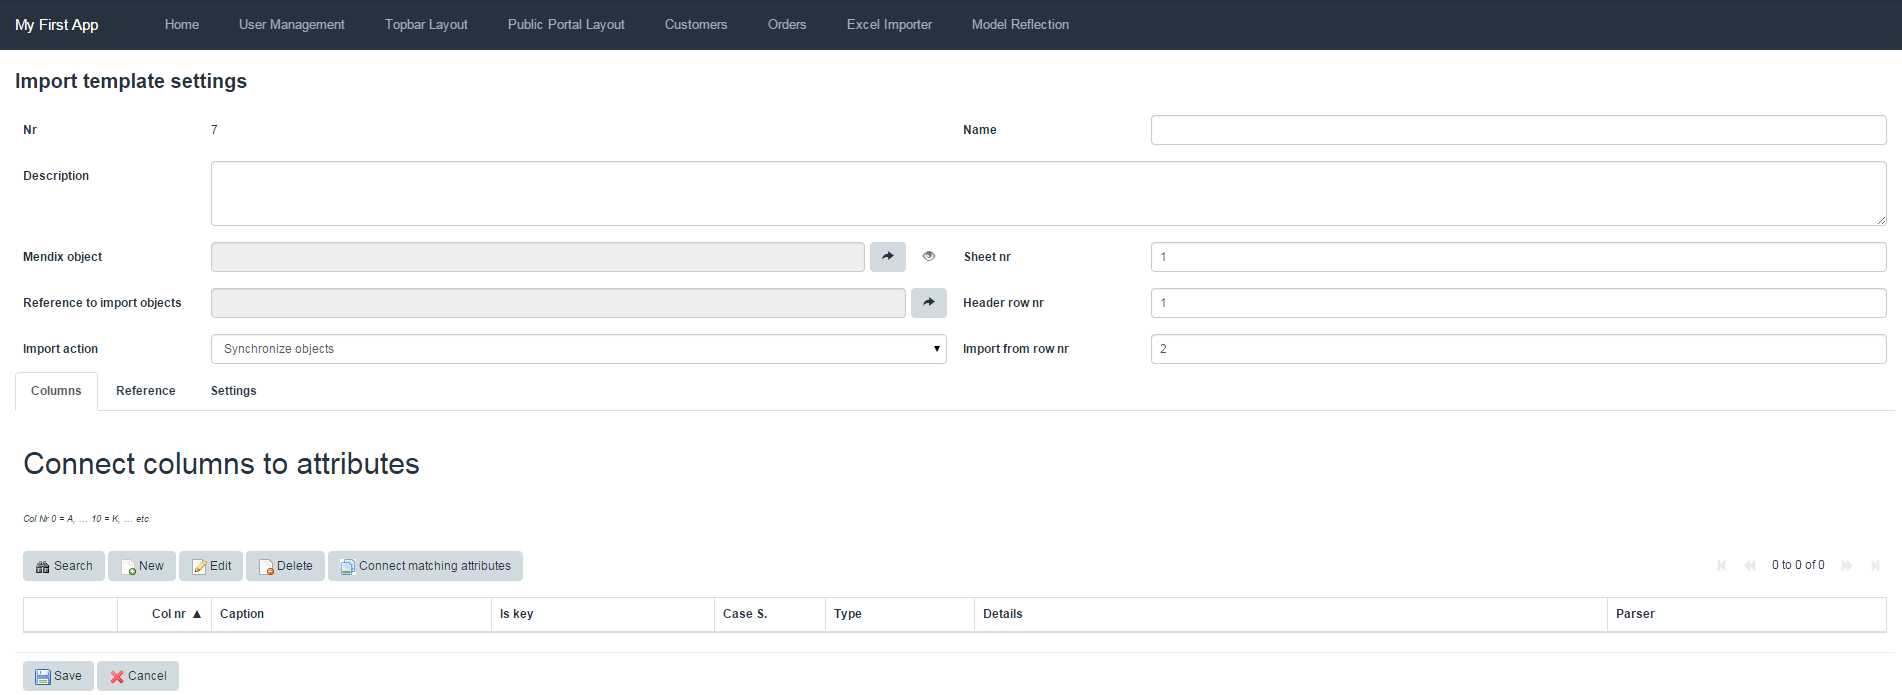 My First App Home User Management Topbar Layout Public Portal Layout Customers Orders Excel Importer Model Reflection
Import template settings
Nr 7 Name
Description
Mendix object Sheet nr 1
Reference to import objects Header row nr 1
Import action Synchronize objects Import from row nr 2
Columns Reference Settings
Connect columns to attributes
Col Nr 0 = A, ... 10 = K, ... etc
Search New Edit Delete Connect matching attributes 0 to 0 of 0
Col nr ▲ Caption Is key Case S. Type Details Parser
Save Cancel